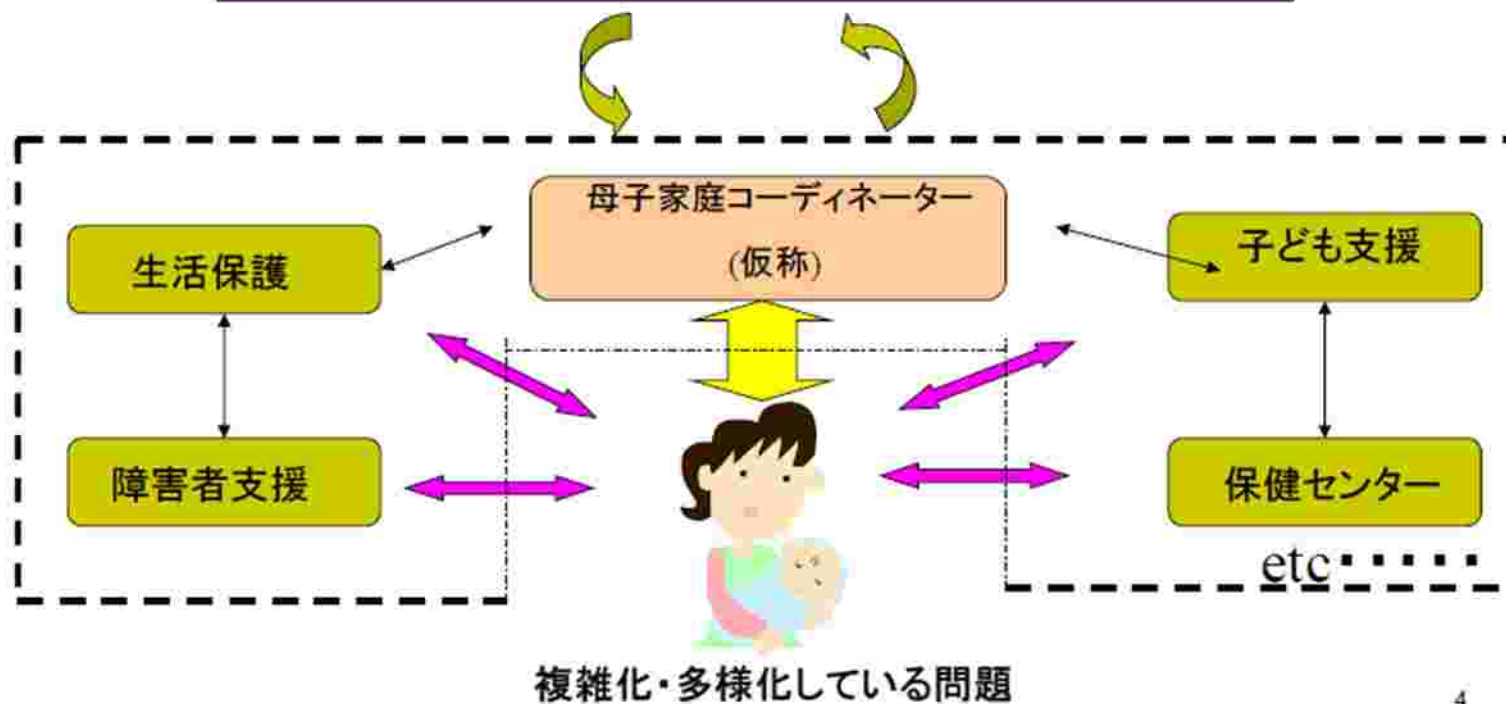 母子家庭コーディネーター
(仮称)
生活保護
子ども支援
障害者支援
保健センター
etc・・・・・
複雑化・多様化している問題
4